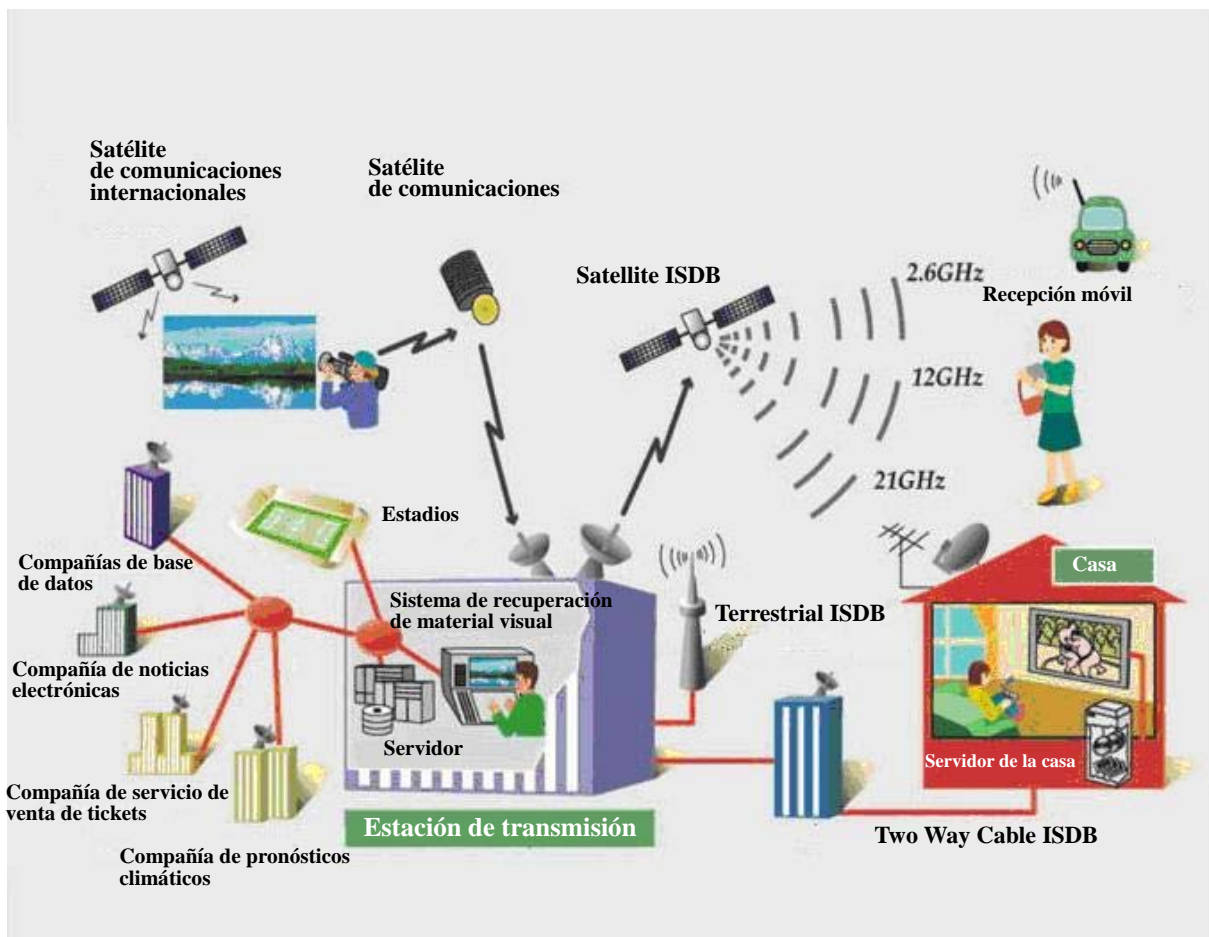 Satélite
de comunicaciones
internacionales
Satélite
de comunicaciones
Satellite ISDB
2.6GHz
Recepción móvil
12GHz
21GHz
Estadios
Compañías de base
de datos
Casa
Sistema de recuperación
de material visual
Terrestrial ISDB
Compañía de noticias
electrónicas
Servidor
Servidor de la casa
Compañía de servicio de
venta de tickets
Estación de transmisión
Two Way Cable ISDB
Compañía de pronósticos
climáticos